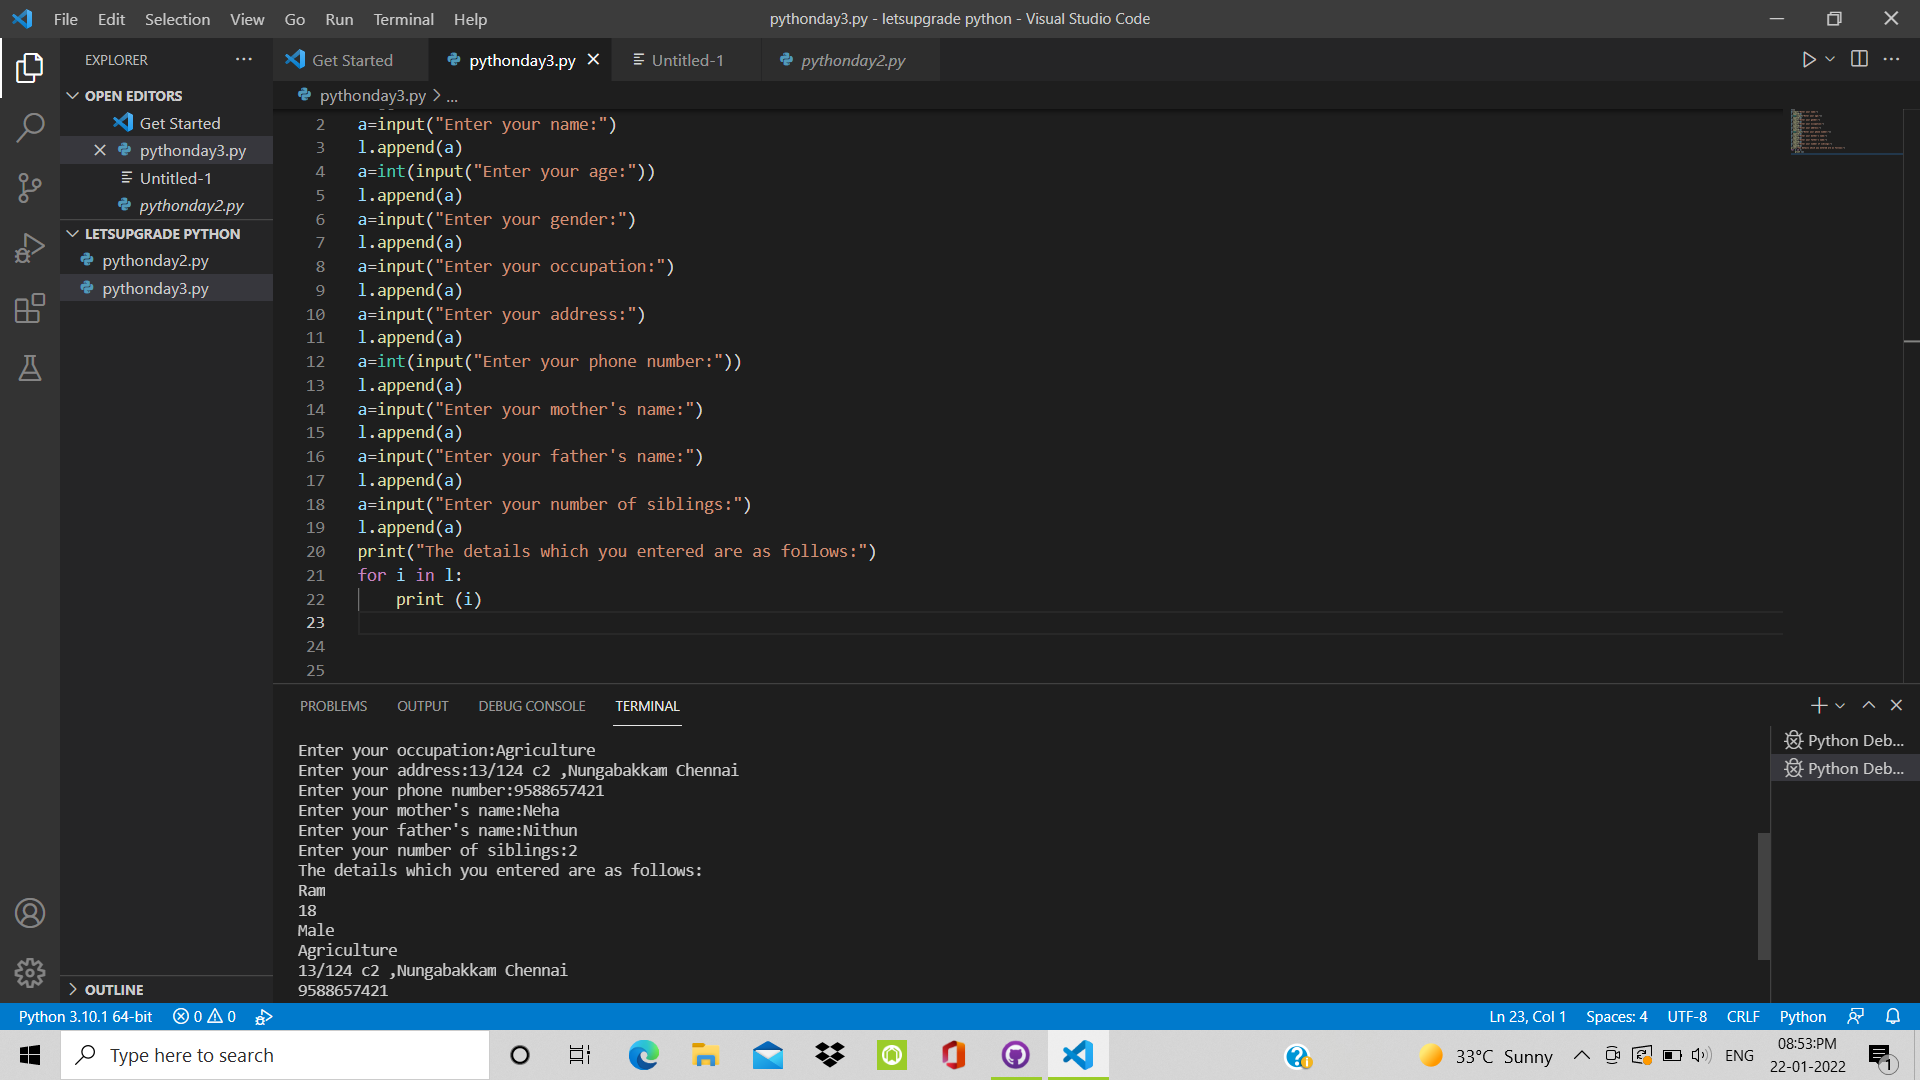 File Edit Selection View Go Run Terminal Help
pythonday3.py - letsupgrade python - Visual Studio Code
EXPLORER
Get Started
pythonday3.py
Untitled-1
pythonday2.py
OPEN EDITORS
Get Started
pythonday3.py
Untitled-1
pythonday2.py
LETSUPGRADE PYTHON
pythonday2.py
pythonday3.py
OUTLINE
pythonday3.py > ...
2 a=input("Enter your name:")
3 l.append(a)
4 a=int(input("Enter your age:"))
5 l.append(a)
6 a=input("Enter your gender:")
7 l.append(a)
8 a=input("Enter your occupation:")
9 l.append(a)
10 a=input("Enter your address:")
11 l.append(a)
12 a=int(input("Enter your phone number:"))
13 l.append(a)
14 a=input("Enter your mother's name:")
15 l.append(a)
16 a=input("Enter your father's name:")
17 l.append(a)
18 a=input("Enter your number of siblings:")
19 l.append(a)
20 print("The details which you entered are as follows:")
21 for i in l:
22     print (i)
23
24
25
PROBLEMS OUTPUT DEBUG CONSOLE TERMINAL
Enter your occupation:Agriculture
Enter your address:13/124 c2 ,Nungabakkam Chennai
Enter your phone number:9588657421
Enter your mother's name:Neha
Enter your father's name:Nithun
Enter your number of siblings:2
The details which you entered are as follows:
Ram
18
Male
Agriculture
13/124 c2 ,Nungabakkam Chennai
9588657421
Python Deb...
Python Deb...
Python 3.10.1 64-bit 0 0
Ln 23, Col 1 Spaces: 4 UTF-8 CRLF Python
Type here to search
33°C Sunny
ENG
08:53:PM
22-01-2022
1